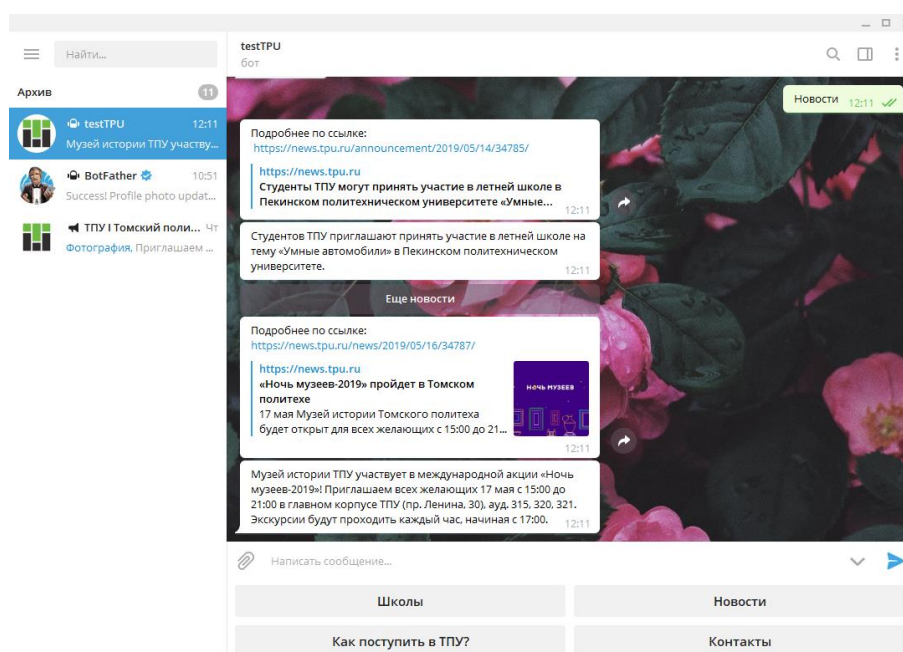 Найти...
Архив
11
testTPU
12:11
Музей истории ТПУ участву...
BotFather
10:51
Success! Profile photo updat...
ТПУ I Томский поли...
Чт
Фотография, Приглашаем ...
testTPU
бот
Новости 12:11
Подробнее по ссылке:
https://news.tpu.ru/announcement/2019/05/14/34785/
https://news.tpu.ru
Студенты ТПУ могут принять участие в летней школе в
Пекинском политехническом университете «Умные...
12:11
Студентов ТПУ приглашают принять участие в летней школе на
тему «Умные автомобили» в Пекинском политехническом
университете.
12:11
Еще новости
Подробнее по ссылке:
https://news.tpu.ru/news/2019/05/16/34787/
https://news.tpu.ru
«Ночь музеев-2019» пройдет в Томском
политехе
17 мая Музей истории Томского политеха
будет открыт для всех желающих с 15:00 до 21...
НОЧЬ МУЗЕЕВ
12:11
Музей истории ТПУ участвует в международной акции «Ночь
музеев-2019»! Приглашаем всех желающих 17 мая с 15:00 до
21:00 в главном корпусе ТПУ (пр. Ленина, 30), ауд. 315, 320, 321.
Экскурсии будут проходить каждый час, начиная с 17:00.
12:11
Написать сообщение...
Школы
Новости
Как поступить в ТПУ?
Контакты